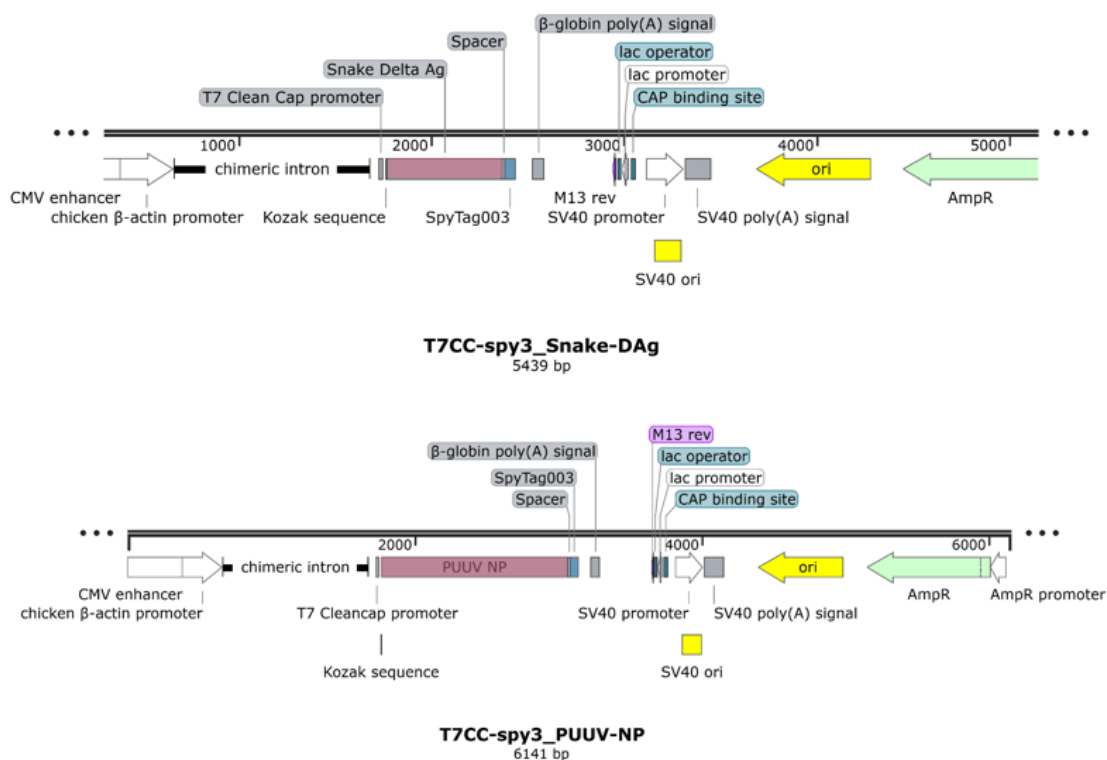 β-globin poly(A) signal
Spacer
lac operator
Snake Delta Ag
lac promoter
T7 Clean Cap promoter
CAP binding site
1000 2000 3000 4000 5000
chimeric intron
ori
CMV enhancer
M13 rev
AmpR
chicken β-actin promoter
Kozak sequence
SpyTag003
SV40 promoter
SV40 poly(A) signal
SV40 ori
T7CC-spy3_Snake-DAg
5439 bp
M13 rev
β-globin poly(A) signal
lac operator
SpyTag003
lac promoter
Spacer
CAP binding site
2000 4000 6000
chimeric intron
PUUV NP
ori
CMV enhancer
AmpR
AmpR promoter
chicken β-actin promoter
T7 Cleancap promoter
SV40 promoter
SV40 poly(A) signal
Kozak sequence
SV40 ori
T7CC-spy3_PUUV-NP
6141 bp